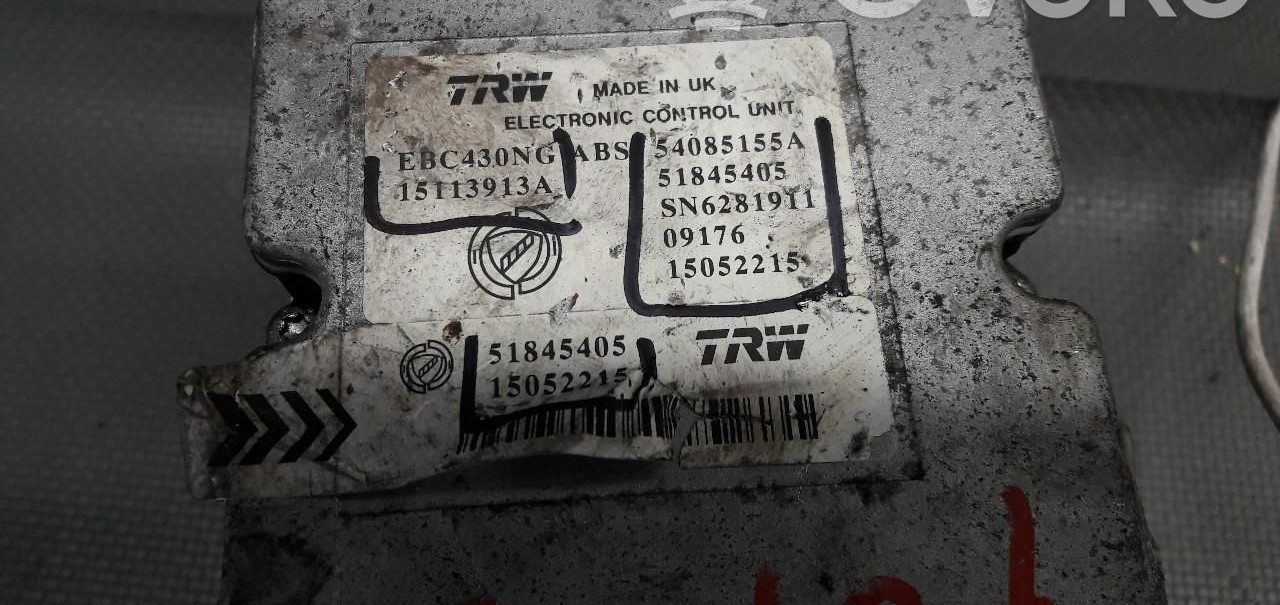 TRW MADE IN UK
ELECTRONIC CONTROL UNIT
EBC430NG ABS 54085155A
15113913A 51845405
SN6281911
09176
15052215
51845405 TRW
15052215